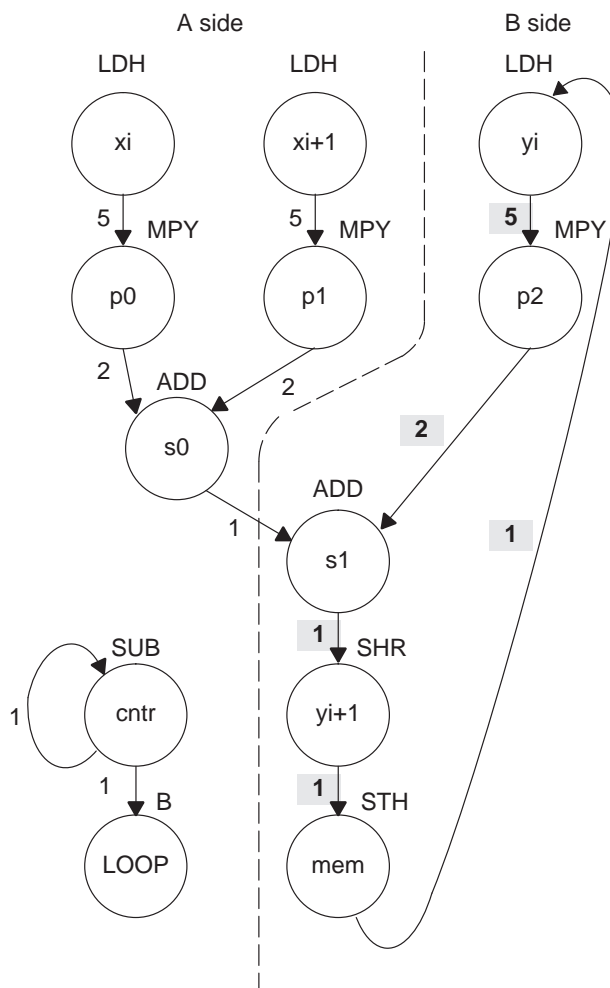 A side B side
LDH LDH LDH
xi xi+1 yi
5 MPY 5 MPY 5 MPY
p0 p1 p2
2 ADD 2
s0 2
ADD
1 1
s1
SUB 1 SHR
cntr yi+1
1
1 B 1 STH
LOOP mem